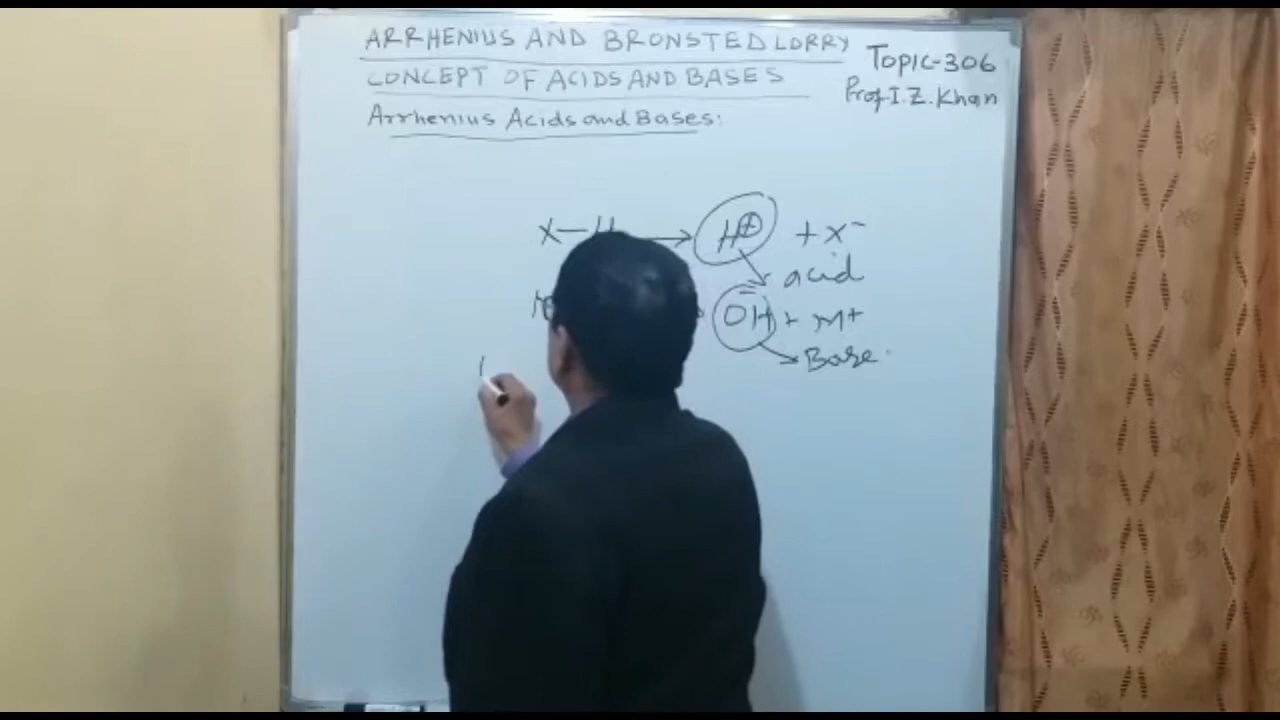 ARRHENIUS AND BRONSTED LORRY
CONCEPT OF ACIDS AND BASES
Topic-306
Prof. I. Z. Khan
Arrhenius Acids and Bases:
X—H → H⊕ + X⁻
acid
ŌH + M⁺
Base.